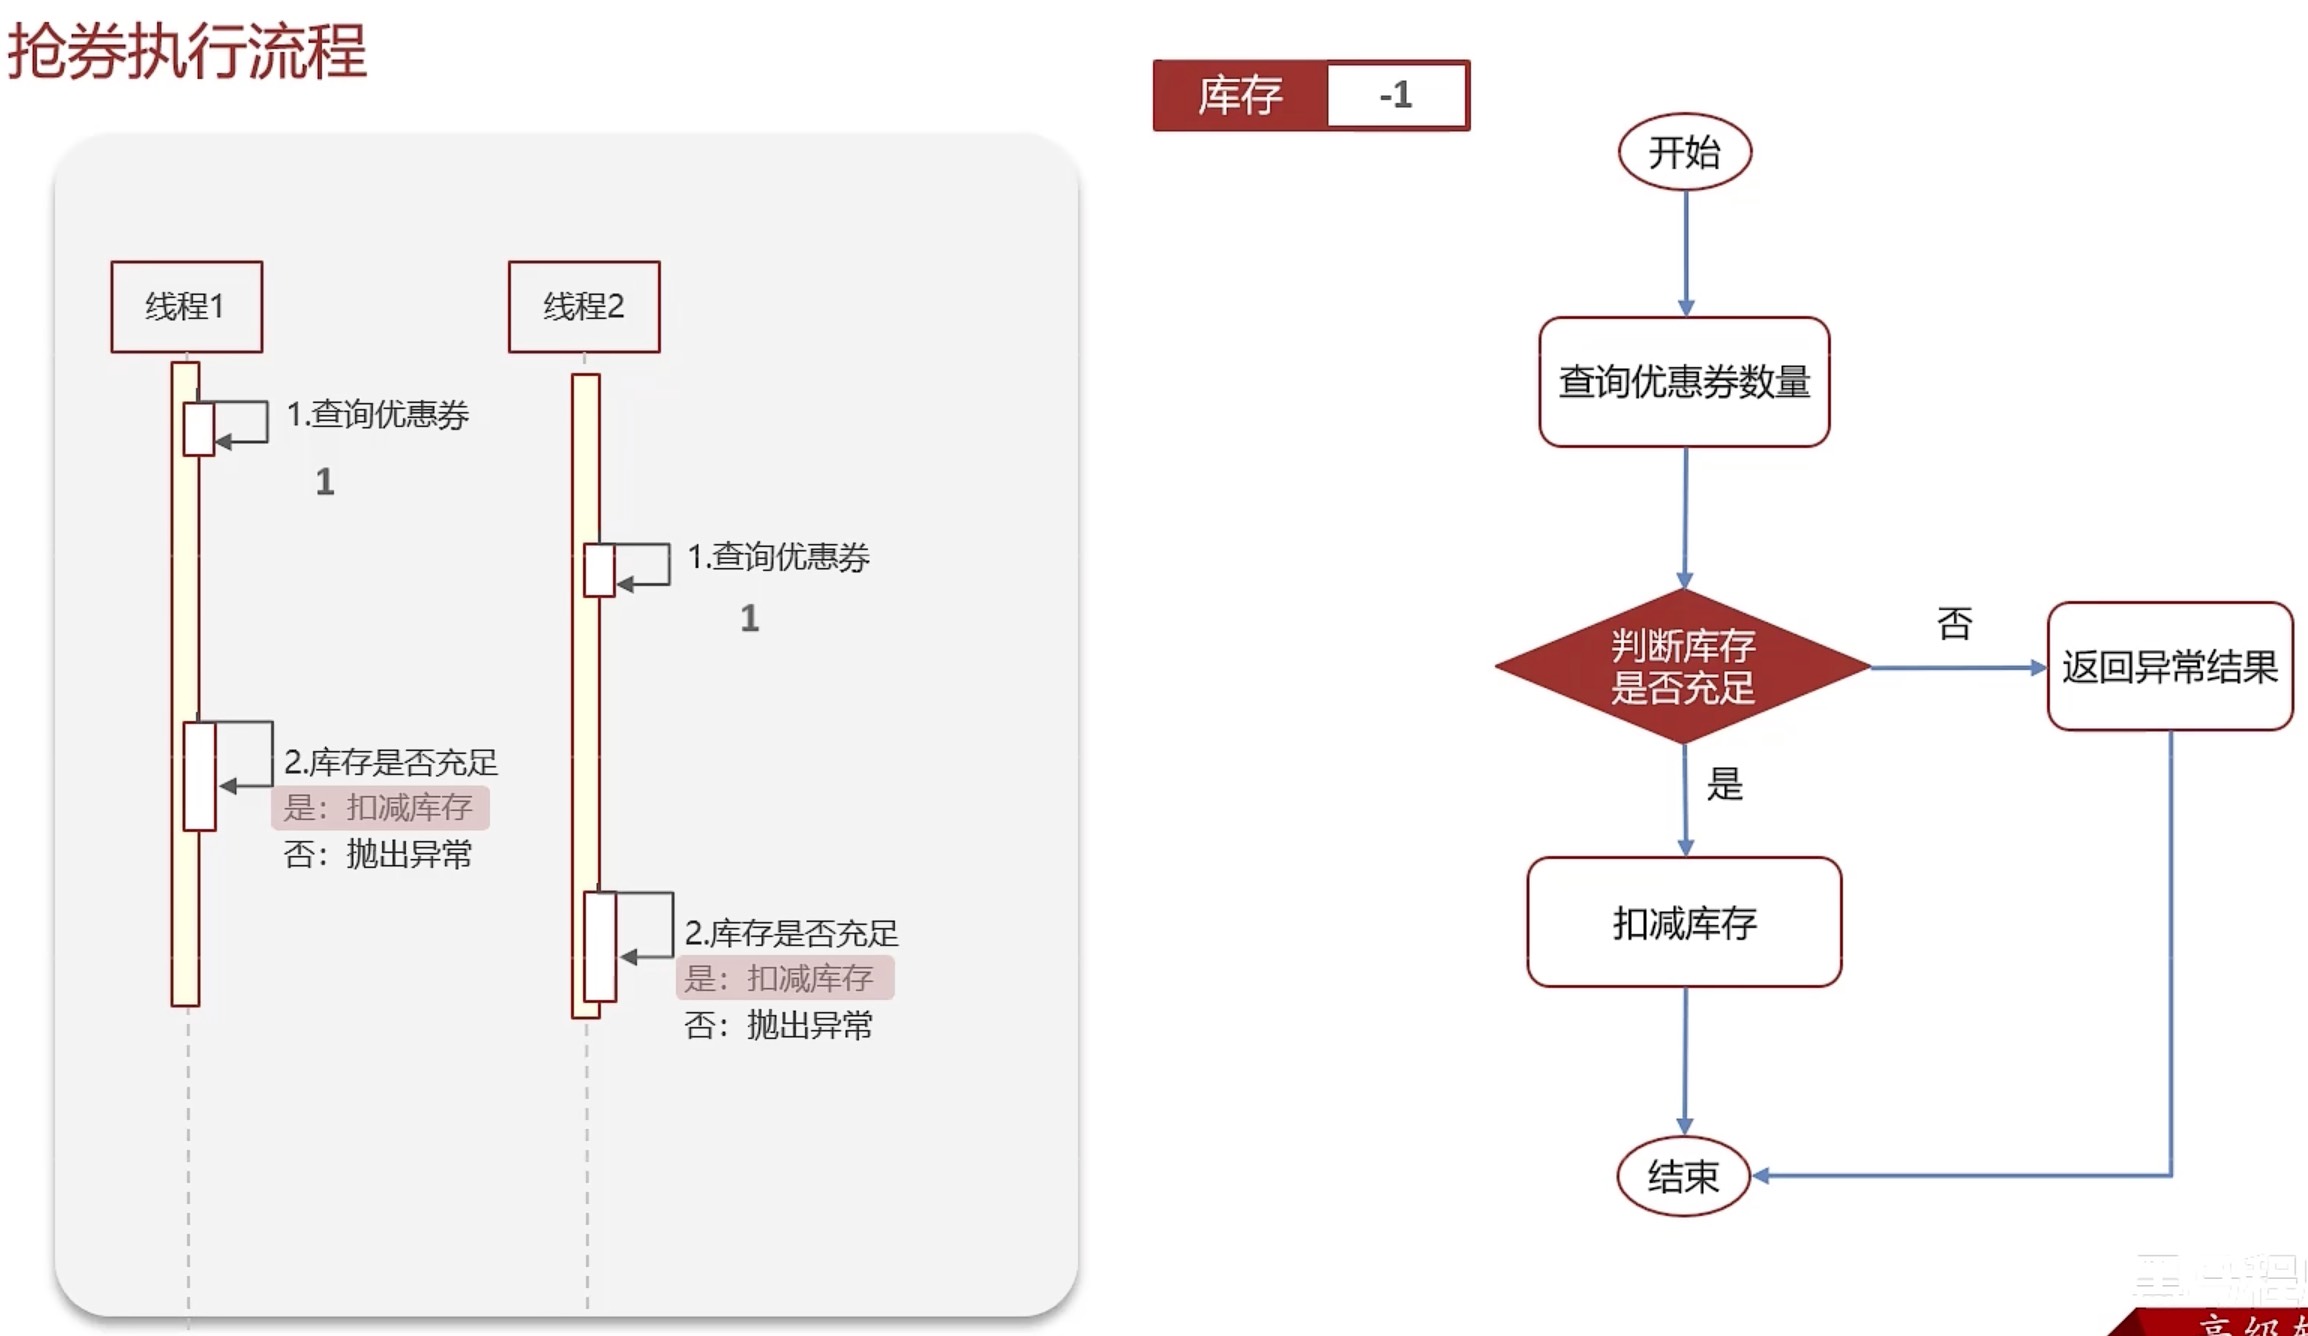 抢券执行流程
库存 -1
线程1
线程2
1.查询优惠券
1
1.查询优惠券
1
2.库存是否充足
是：扣减库存
否：抛出异常
2.库存是否充足
是：扣减库存
否：抛出异常
开始
查询优惠券数量
判断库存
是否充足
否
返回异常结果
是
扣减库存
结束
高级